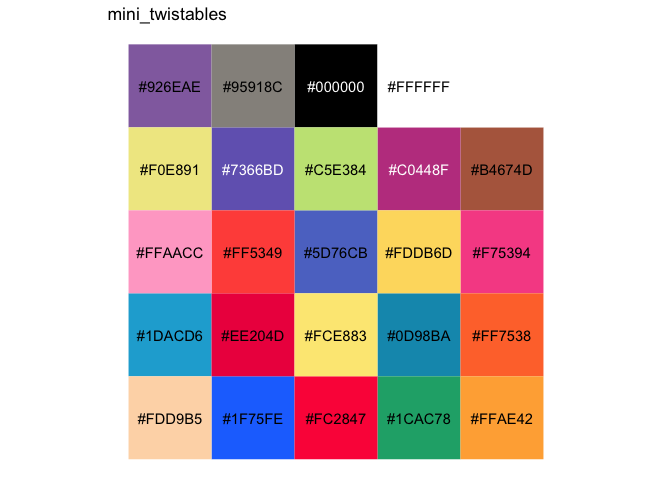 mini_twistables
#926EAE #95918C #000000 #FFFFFF
#F0E891 #7366BD #C5E384 #C0448F #B4674D
#FFAACC #FF5349 #5D76CB #FDDB6D #F75394
#1DACD6 #EE204D #FCE883 #0D98BA #FF7538
#FDD9B5 #1F75FE #FC2847 #1CAC78 #FFAE42